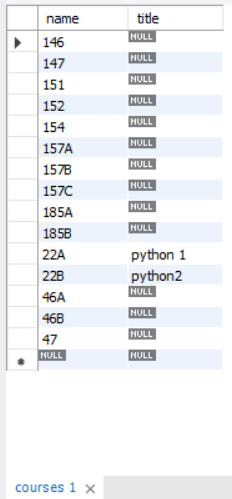 name title
146 NULL
147 NULL
151 NULL
152 NULL
154 NULL
157A NULL
157B NULL
157C NULL
185A NULL
185B NULL
22A python 1
22B python2
46A NULL
46B NULL
47 NULL
NULL NULL
courses 1